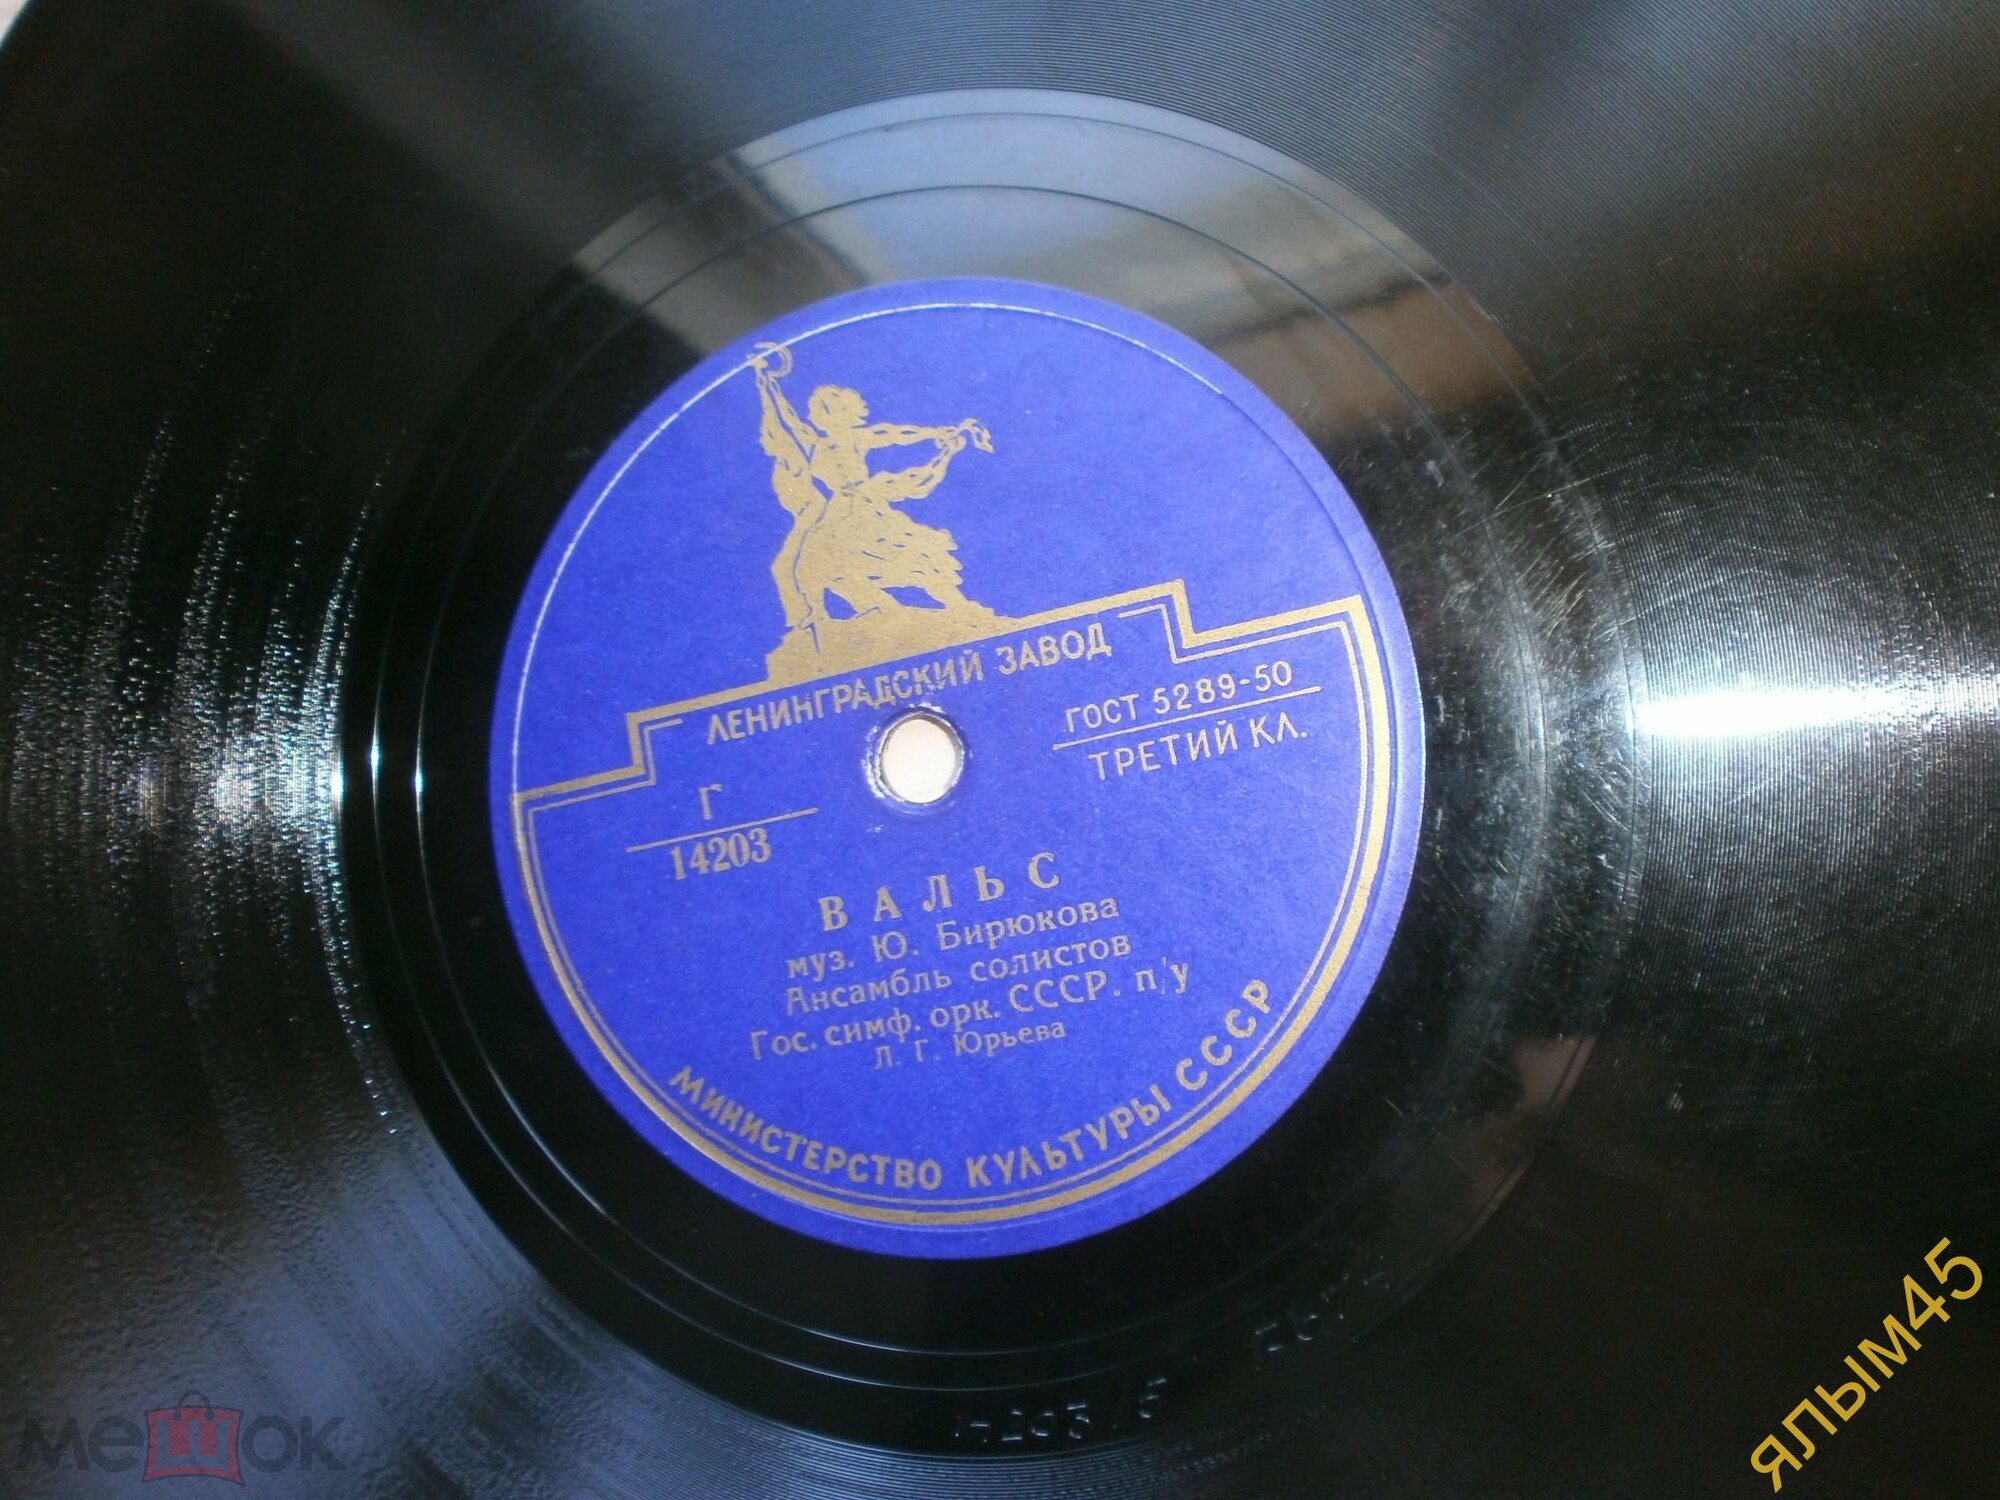 ЛЕНИНГРАДСКИЙ ЗАВОД
ГОСТ 5289-50
ТРЕТИЙ КЛ.
Г
14203
ВАЛЬС
муз. Ю. Бирюкова
Ансамбль солистов
Гос. симф. орк. СССР. п/у
Л. Г. Юрьева
МИНИСТЕРСТВО КУЛЬТУРЫ СССР
мешок
ялым45